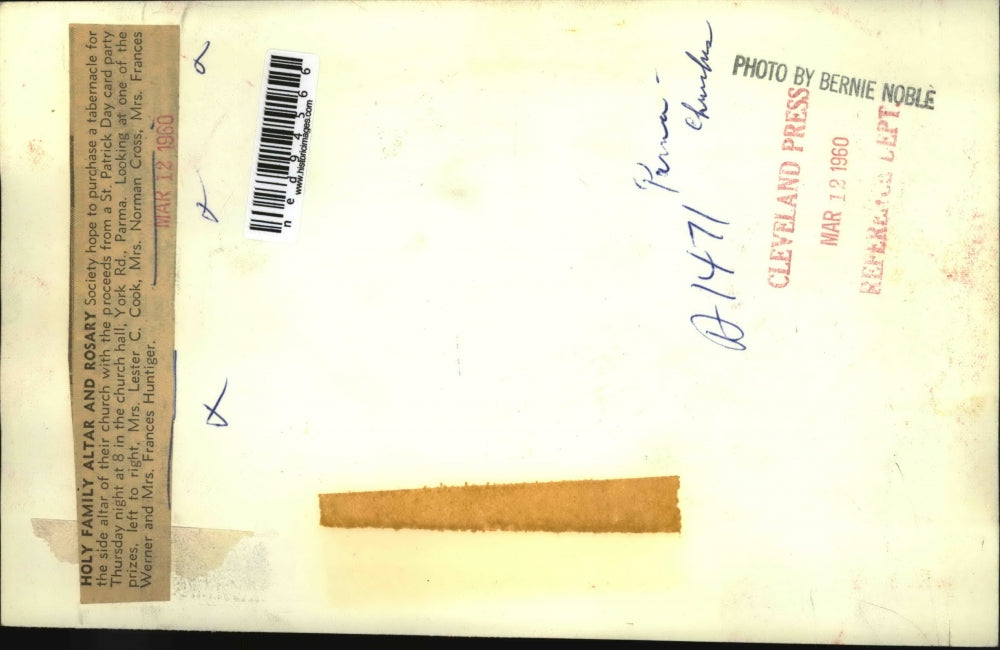 HOLY FAMILY ALTAR AND ROSARY Society hope to purchase a tabernacle for
the side altar of their church with the proceeds from a St. Patrick Day card party
Thursday night at 8 in the church hall, York Rd., Parma. Looking at one of the
prizes, left to right, Mrs. Lester C. Cook, Mrs. Norman Cross, Mrs. Frances
Werner and Mrs. Frances Huntiger.
MAR 12 1960
www.historicimages.com
Parma
Churches
A1471
PHOTO BY BERNIE NOBLE
CLEVELAND PRESS
MAR 12 1960
REFERENCE DEPT.